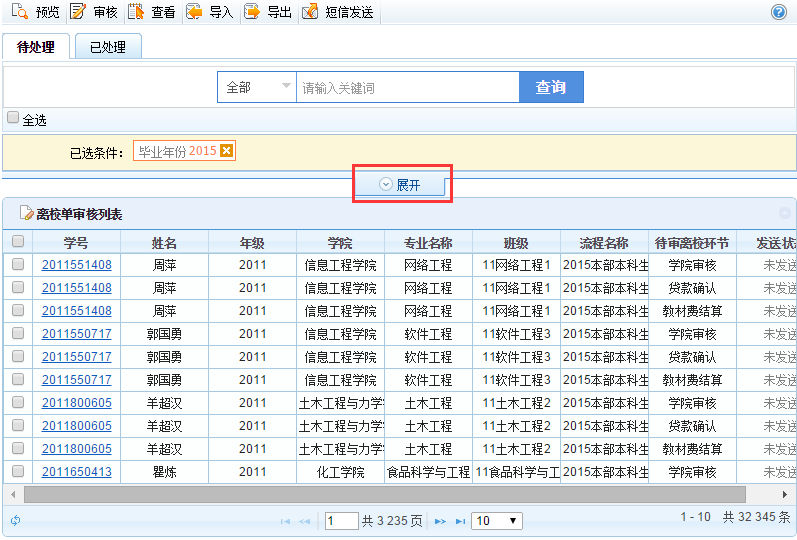 预览 审核 查看 导入 导出 短信发送
待处理 已处理
全部 请输入关键词 查询
全选
已选条件： 毕业年份 2015
展开
离校单审核列表
学号 姓名 年级 学院 专业名称 班级 流程名称 待审离校环节 发送状
2011551408 周萍 2011 信息工程学院 网络工程 11网络工程1 2015本部本科生 学院审核 未发送
2011551408 周萍 2011 信息工程学院 网络工程 11网络工程1 2015本部本科生 贷款确认 未发送
2011551408 周萍 2011 信息工程学院 网络工程 11网络工程1 2015本部本科生 教材费结算 未发送
2011550717 郭国勇 2011 信息工程学院 软件工程 11软件工程3 2015本部本科生 学院审核 未发送
2011550717 郭国勇 2011 信息工程学院 软件工程 11软件工程3 2015本部本科生 贷款确认 未发送
2011550717 郭国勇 2011 信息工程学院 软件工程 11软件工程3 2015本部本科生 教材费结算 未发送
2011800605 羊超汉 2011 土木工程与力学 土木工程 11土木工程2 2015本部本科生 学院审核 未发送
2011800605 羊超汉 2011 土木工程与力学 土木工程 11土木工程2 2015本部本科生 贷款确认 未发送
2011800605 羊超汉 2011 土木工程与力学 土木工程 11土木工程2 2015本部本科生 教材费结算 未发送
2011650413 瞿炼 2011 化工学院 食品科学与工程 11食品科学与工 2015本部本科生 学院审核 未发送
1 共 3 235 页 10 1 - 10 共 32 345 条